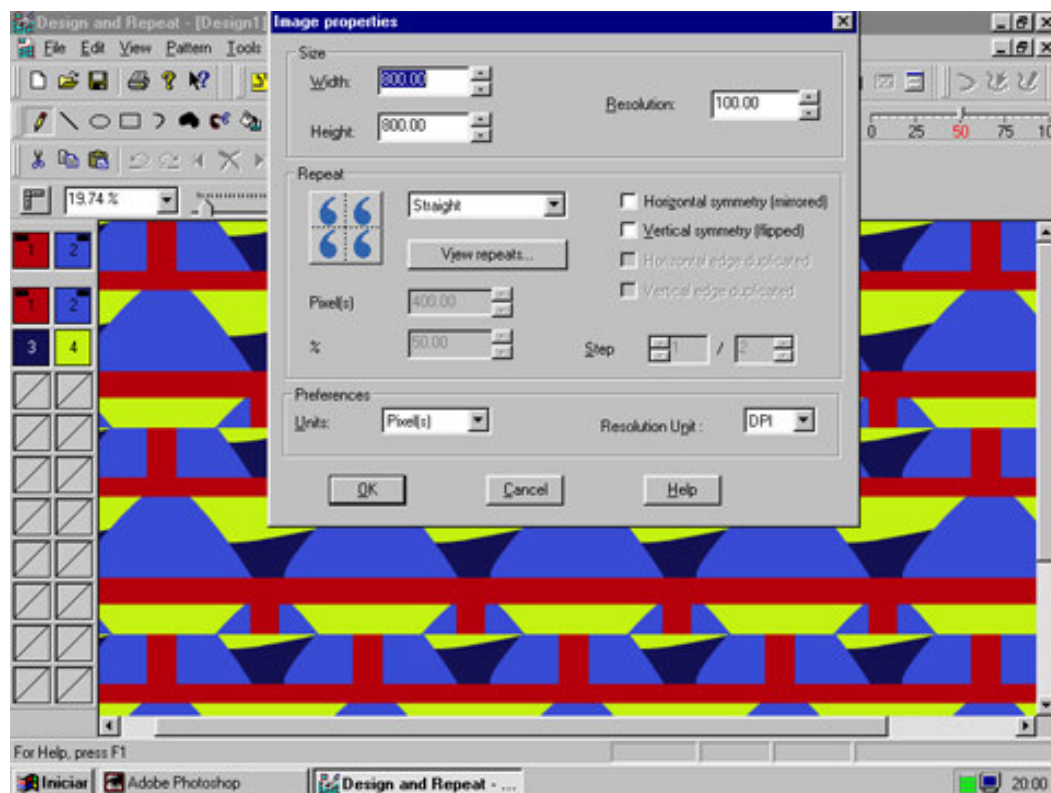 Design and Repeat - [Design1]
Image properties
File Edit View Pattern Tools
Size
Width: 800.00
Resolution: 100.00
Height: 800.00
0 25 50 75 10
19.74 %
Repeat
Straight
Horizontal symmetry (mirrored)
Vertical symmetry (flipped)
View repeats...
Horizontal edge duplicated
Vertical edge duplicated
Pixel(s) 400.00
% 50.00
Step 1 / 2
1 2
1 2
3 4
Preferences
Units: Pixel(s)
Resolution Unit : DPI
OK Cancel Help
For Help, press F1
Iniciar Adobe Photoshop Design and Repeat - ... 20:00